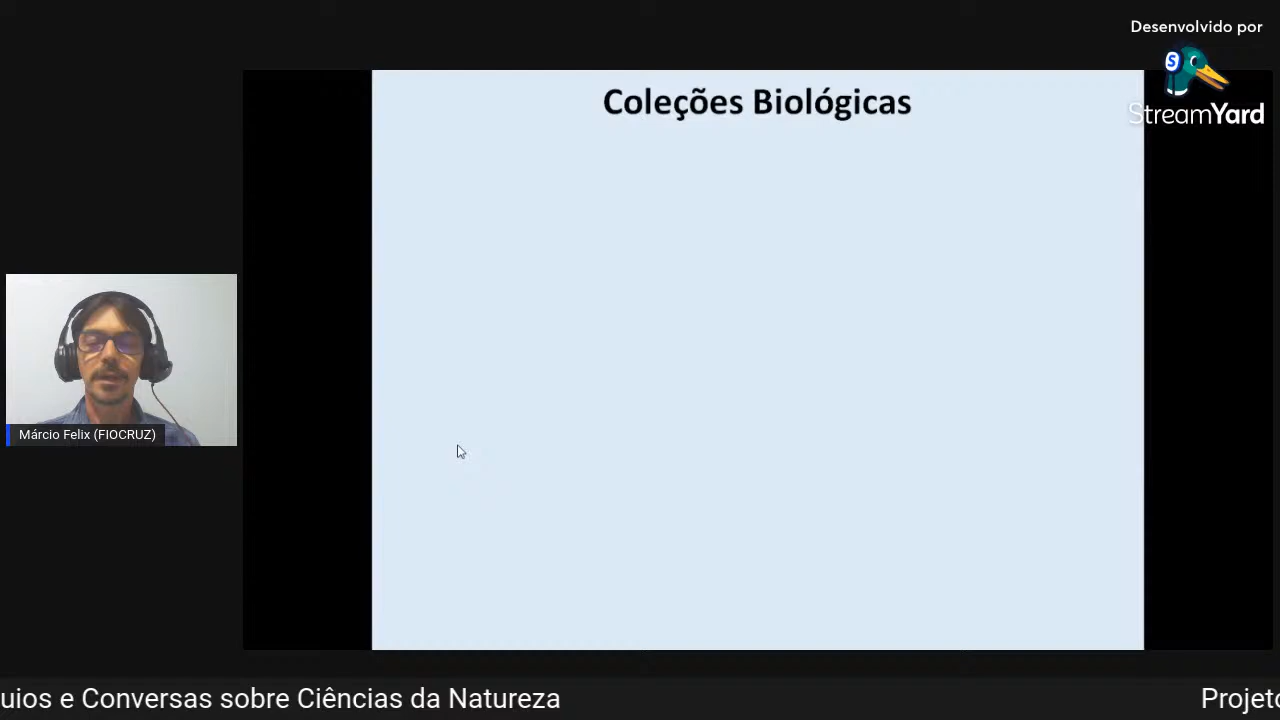 Desenvolvido por
S
StreamYard
Coleções Biológicas
Márcio Felix (FIOCRUZ)
uios e Conversas sobre Ciências da Natureza
Projeto